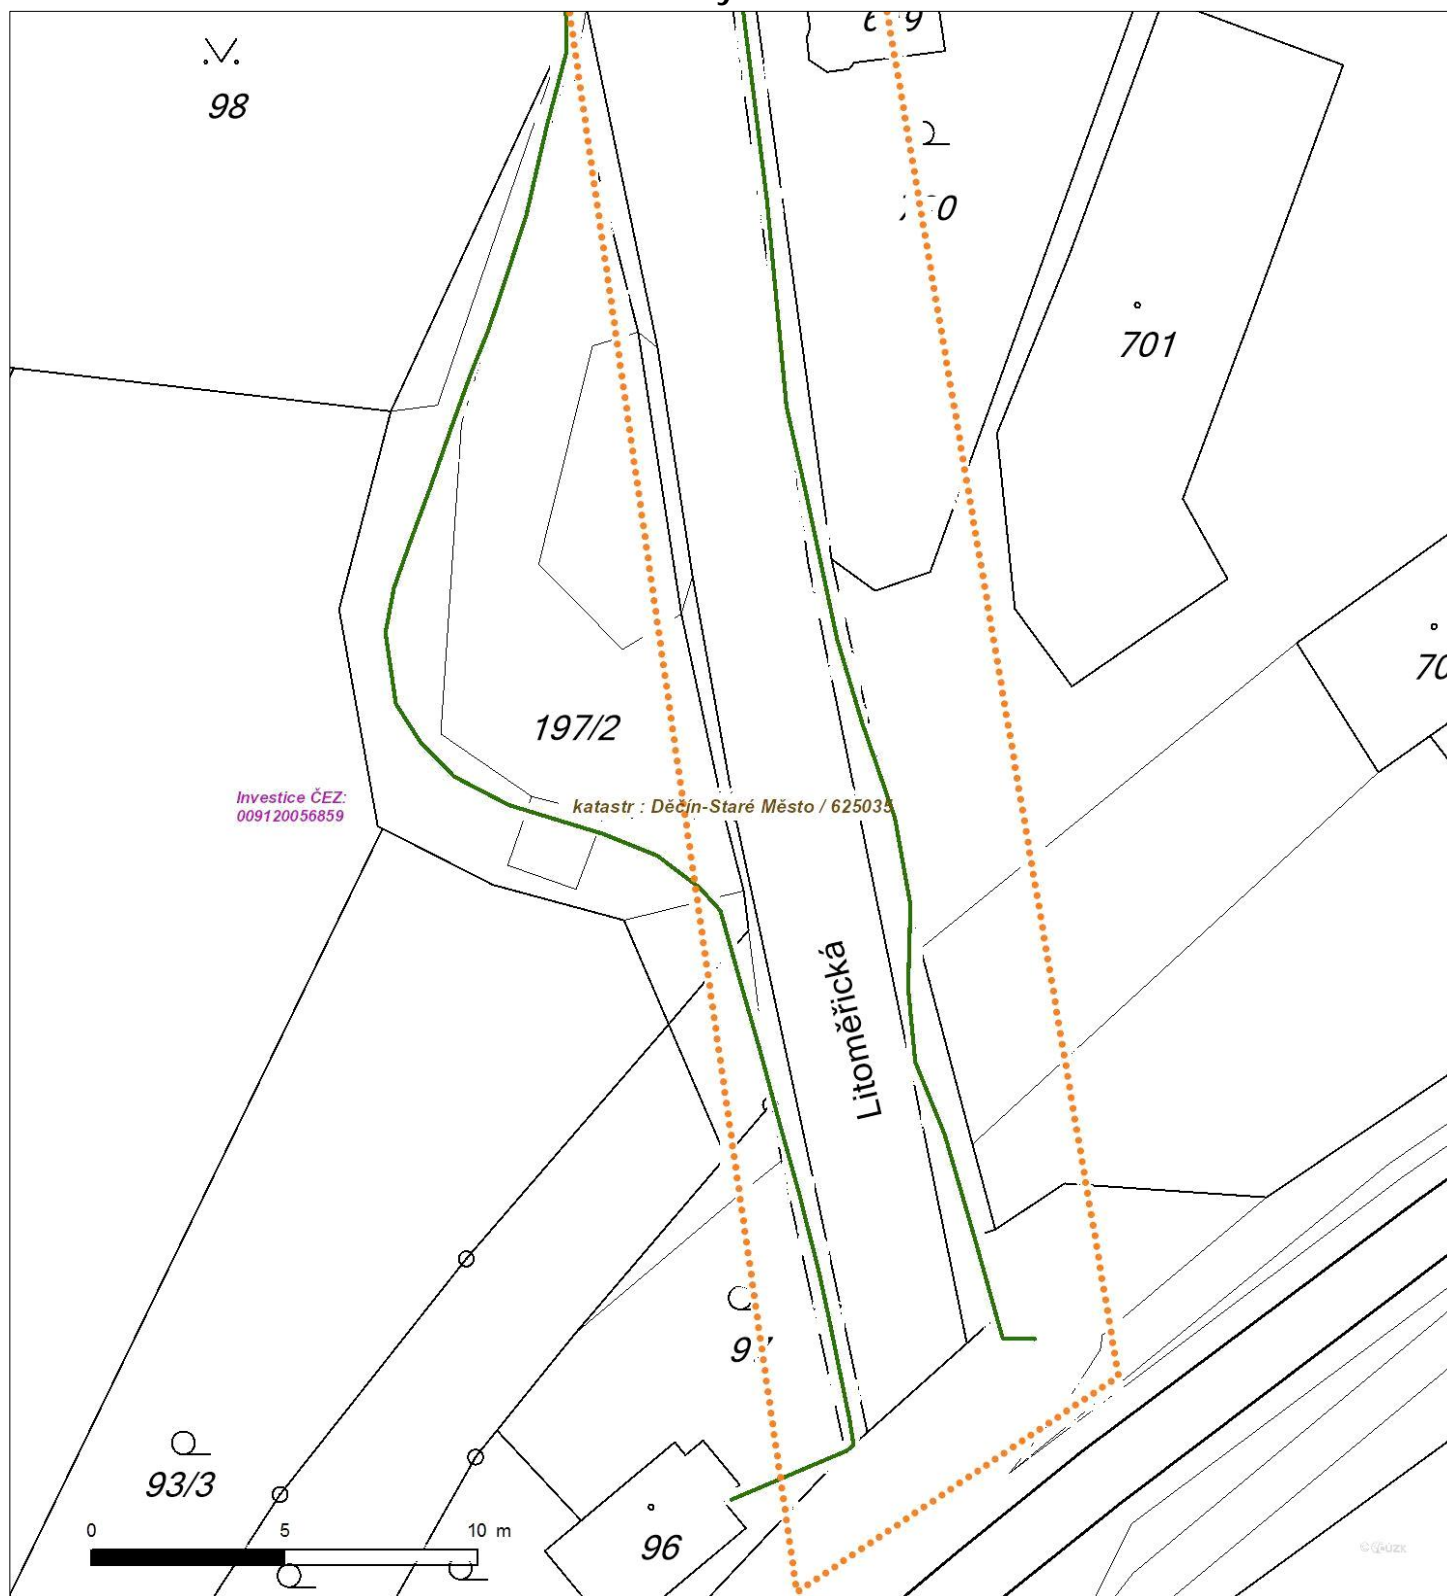 98
701
197/2
Investice ČEZ:
009120056859
katastr : Děčín-Staré Město / 625035
Litoměřická
93/3
96
0 5 10 m